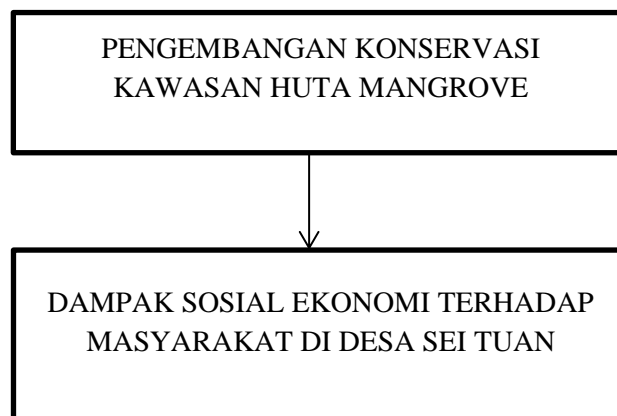 PENGEMBANGAN KONSERVASI
KAWASAN HUTA MANGROVE
DAMPAK SOSIAL EKONOMI TERHADAP
MASYARAKAT DI DESA SEI TUAN